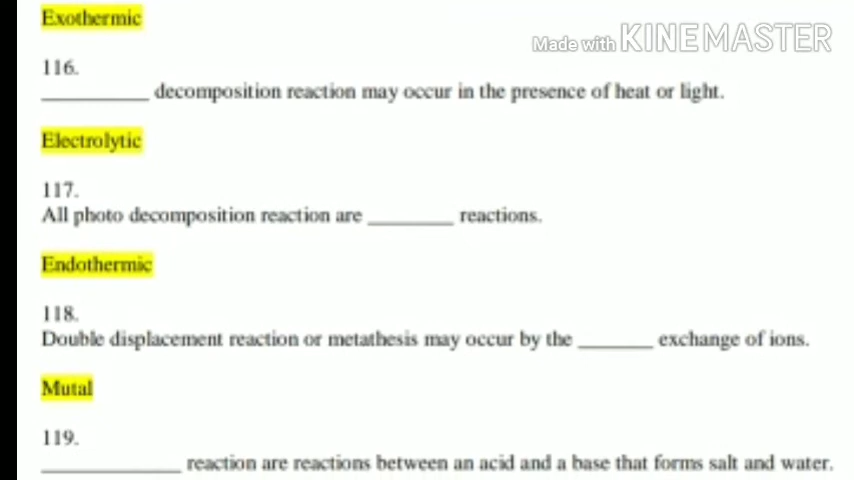 Exothermic
Made with KINEMASTER
116.
__________ decomposition reaction may occur in the presence of heat or light.
Electrolytic
117.
All photo decomposition reaction are ________ reactions.
Endothermic
118.
Double displacement reaction or metathesis may occur by the _______ exchange of ions.
Mutal
119.
_____________ reaction are reactions between an acid and a base that forms salt and water.